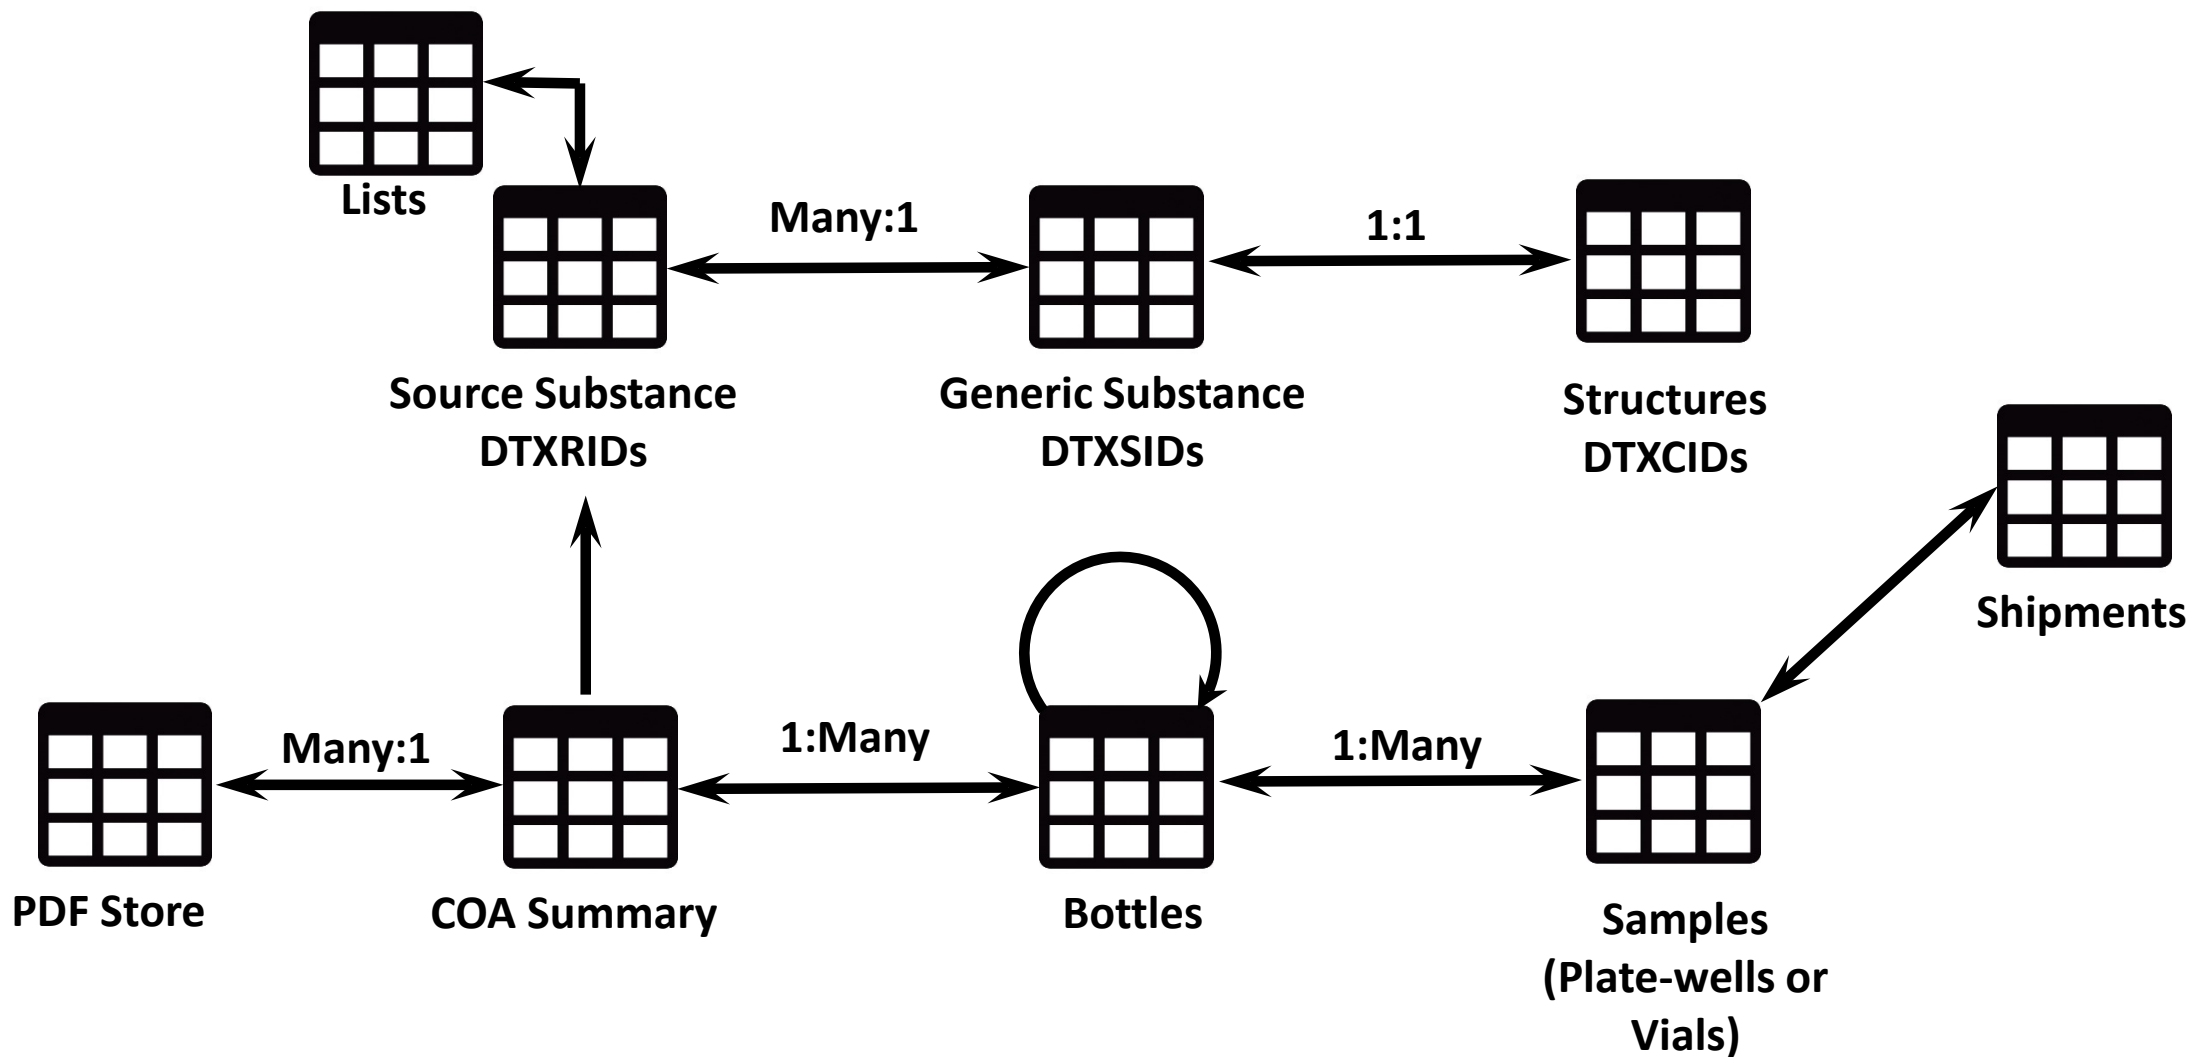 Lists
Many:1
1:1
Source Substance
DTXRIDs
Generic Substance
DTXSIDs
Structures
DTXCIDs
Shipments
Many:1
1:Many
1:Many
PDF Store
COA Summary
Bottles
Samples
(Plate-wells or
Vials)